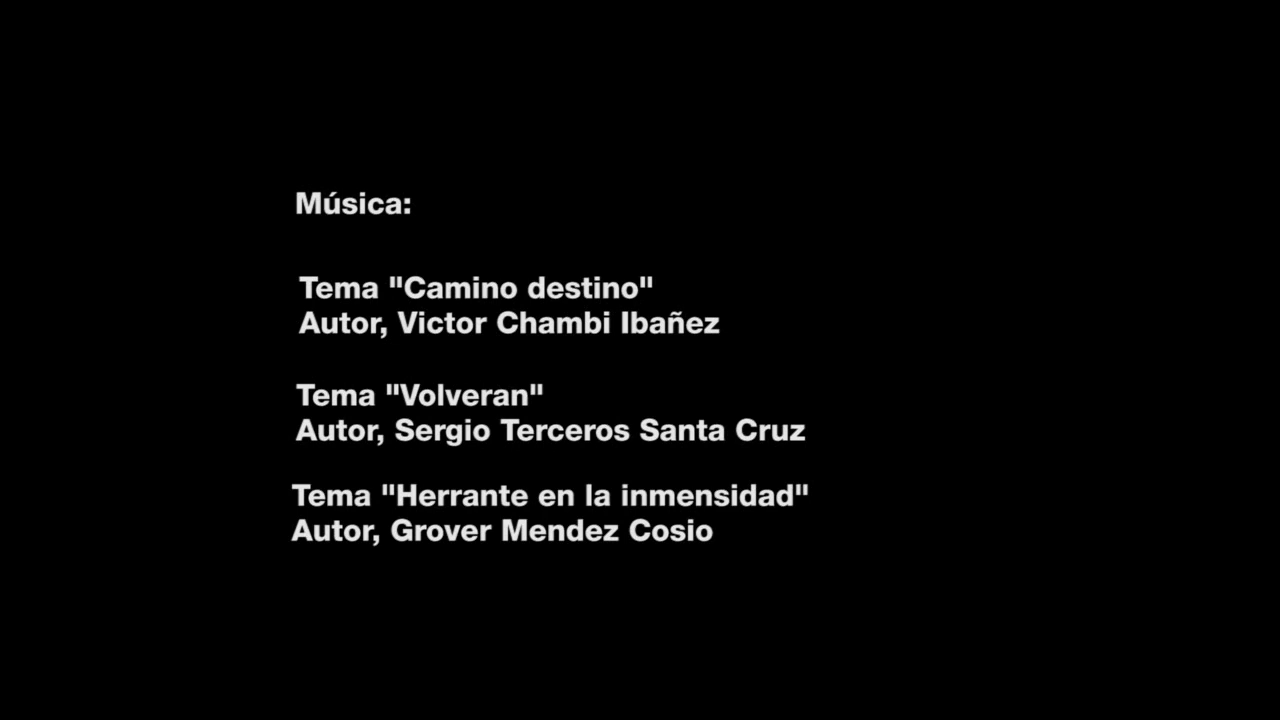 Música:
Tema "Camino destino"
Autor, Victor Chambi Ibañez
Tema "Volveran"
Autor, Sergio Terceros Santa Cruz
Tema "Herrante en la inmensidad"
Autor, Grover Mendez Cosio